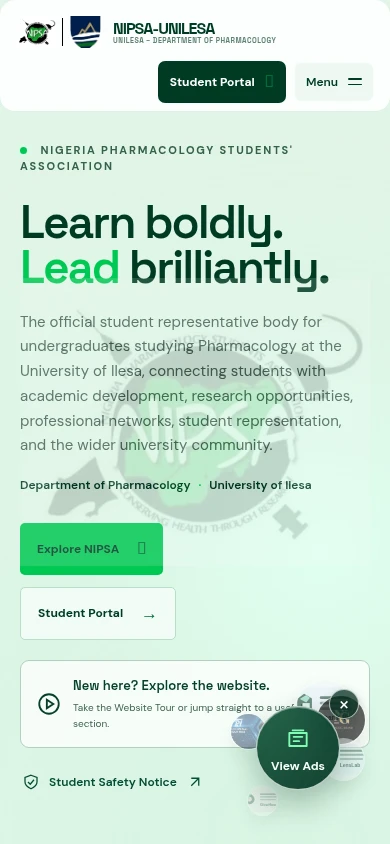 NIPSA
NIPSA-UNILESA
UNILESA – DEPARTMENT OF PHARMACOLOGY
Student Portal
Menu
NIGERIA PHARMACOLOGY STUDENTS'
ASSOCIATION
Learn boldly.
Lead brilliantly.
The official student representative body for
undergraduates studying Pharmacology at the
University of Ilesa, connecting students with
academic development, research opportunities,
professional networks, student representation,
and the wider university community.
Department of Pharmacology · University of Ilesa
Explore NIPSA
Student Portal →
New here? Explore the website.
Take the Website Tour or jump straight to a
section.
View Ads
Student Safety Notice